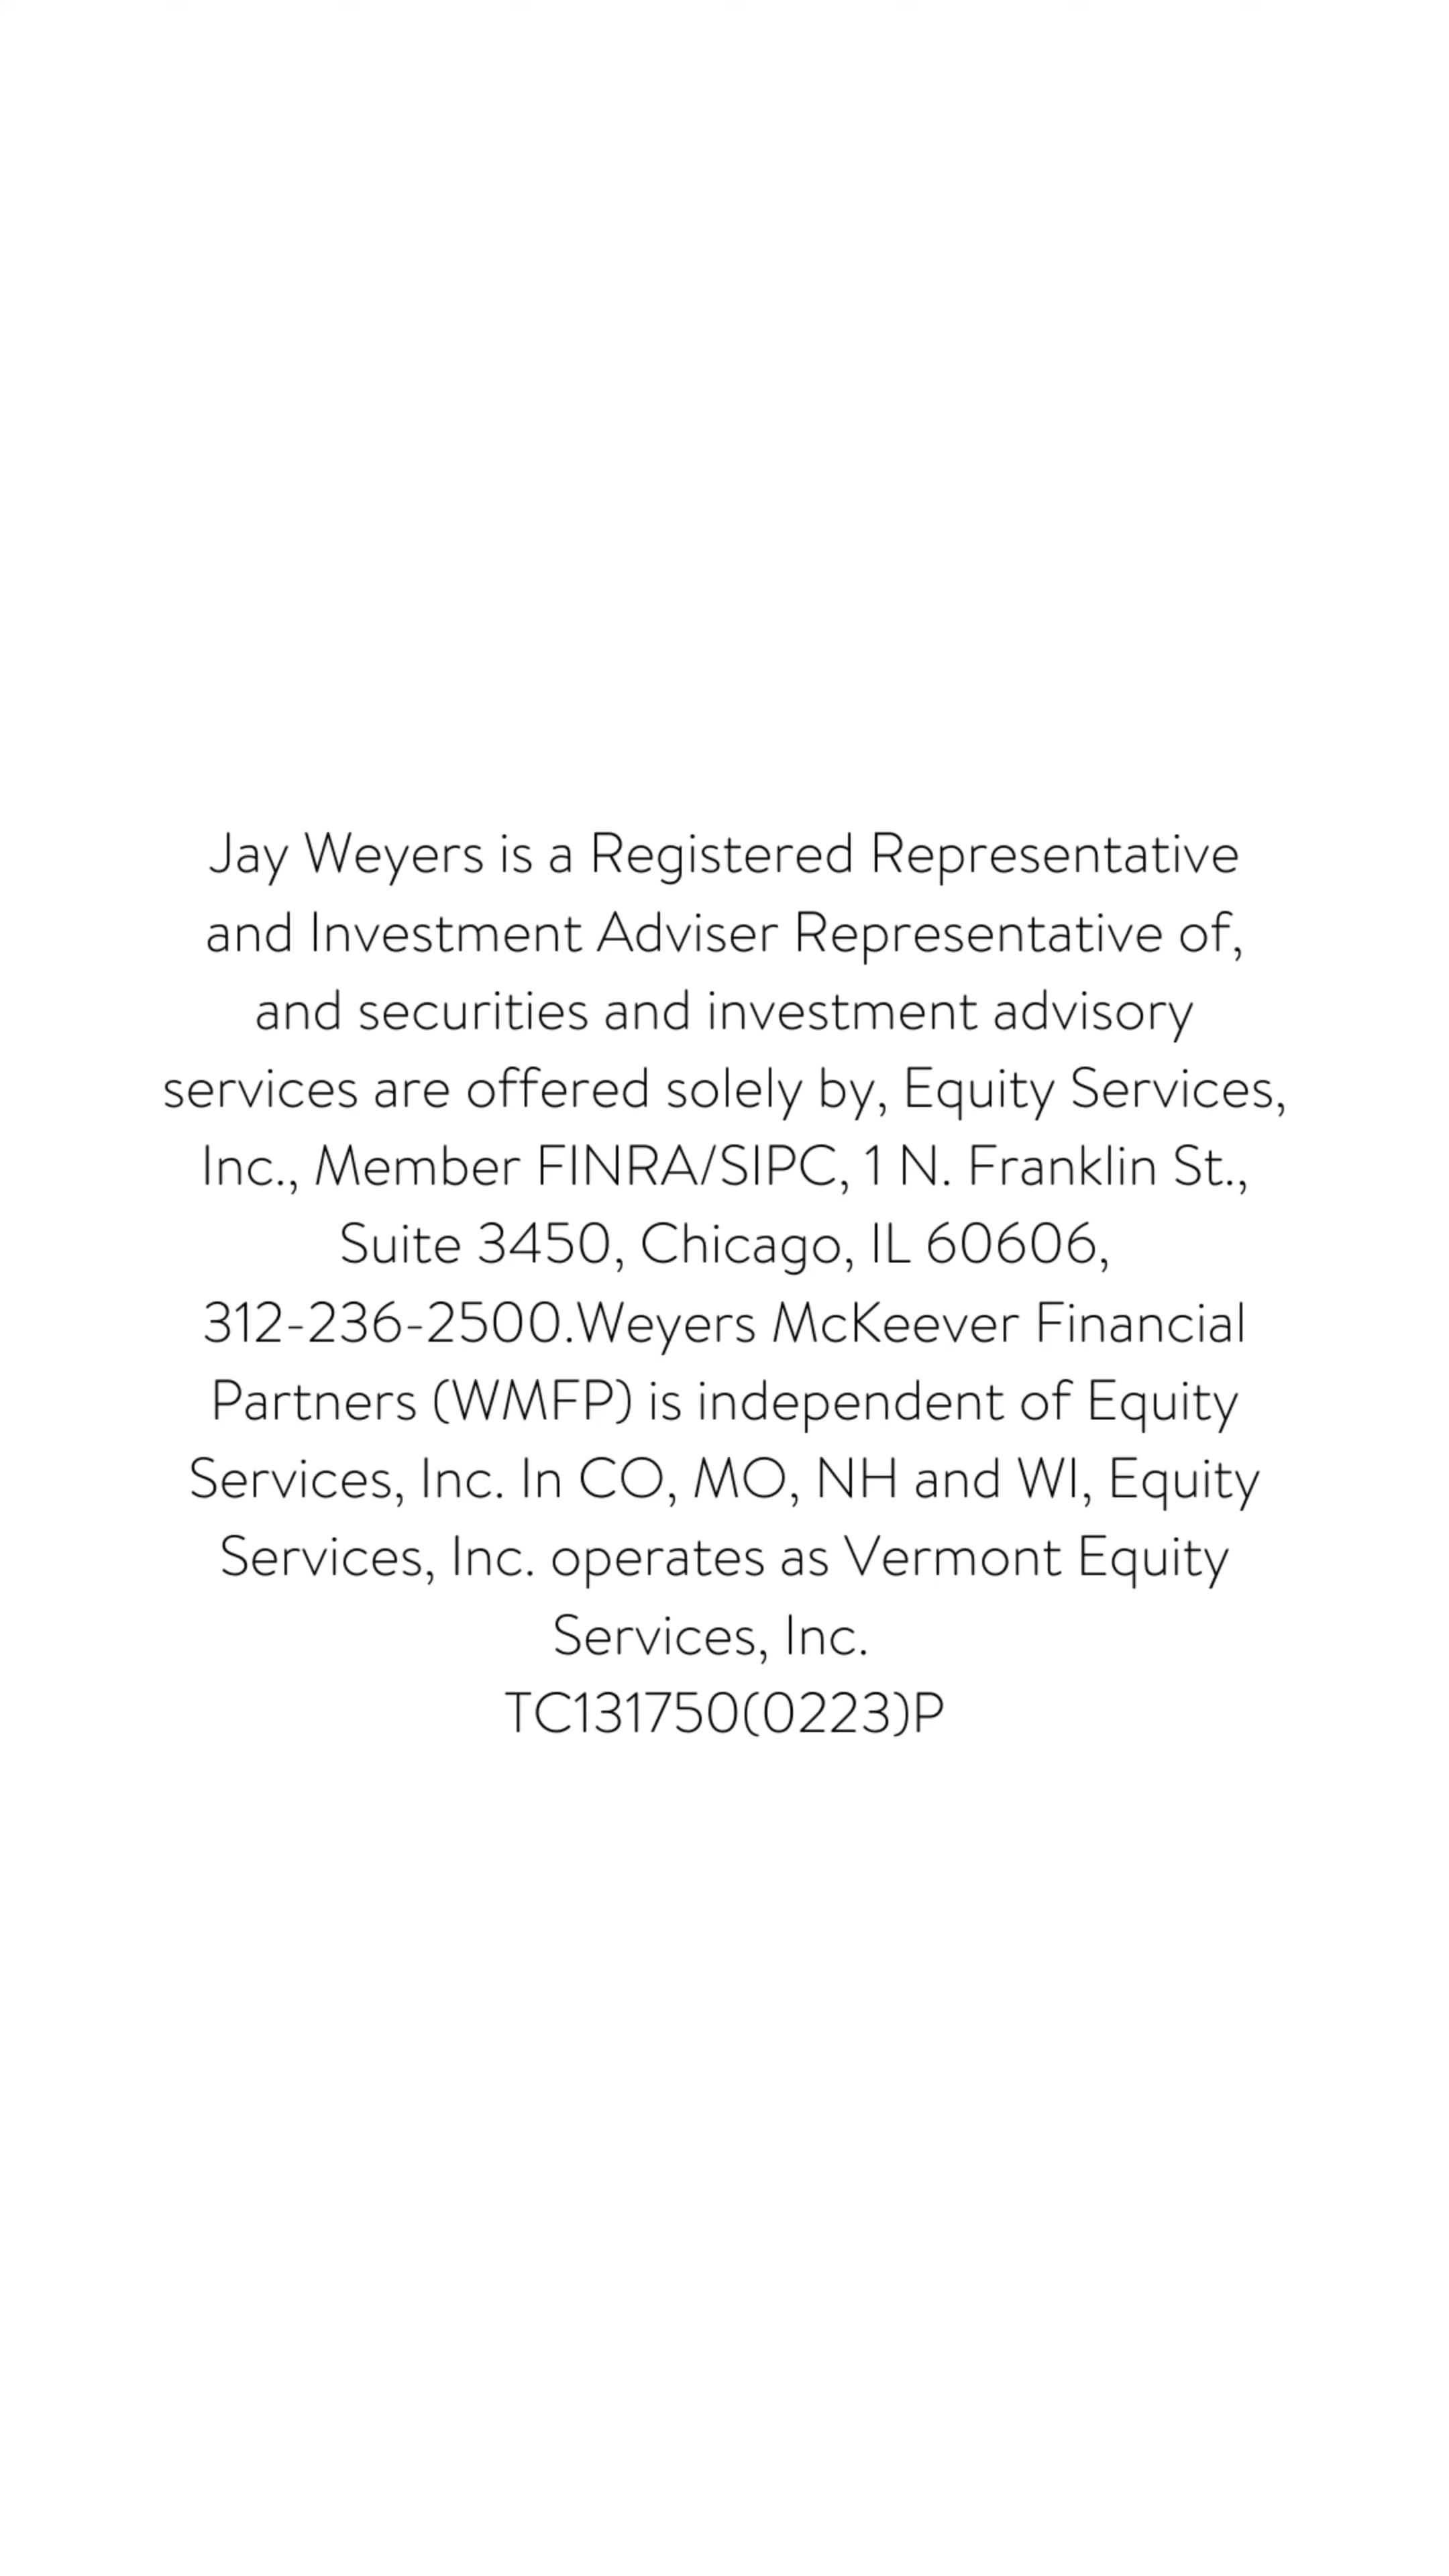 Jay Weyers is a Registered Representative
and Investment Adviser Representative of,
and securities and investment advisory
services are offered solely by, Equity Services,
Inc., Member FINRA/SIPC, 1 N. Franklin St.,
Suite 3450, Chicago, IL 60606,
312-236-2500.Weyers McKeever Financial
Partners (WMFP) is independent of Equity
Services, Inc. In CO, MO, NH and WI, Equity
Services, Inc. operates as Vermont Equity
Services, Inc.
TC131750(0223)P